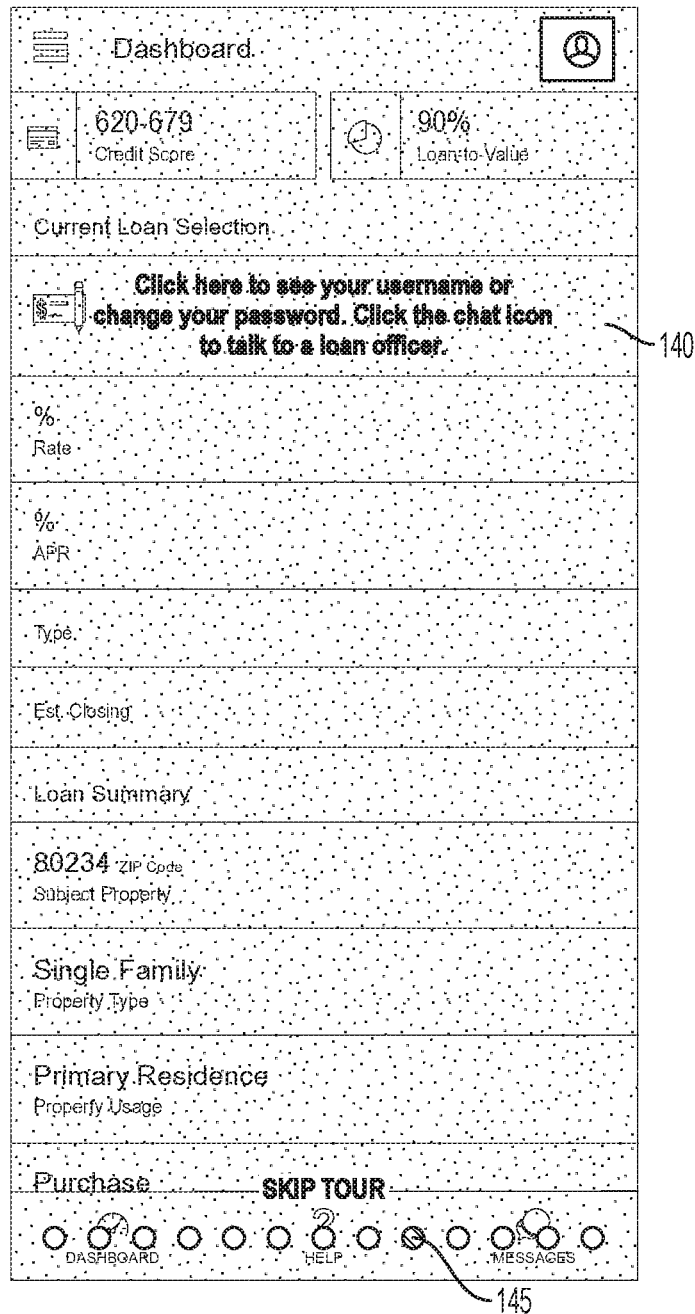 Dashboard
620-679
Credit Score
90%
Loan-to-Value
Current Loan Selection
Click here to see your username or
change your password. Click the chat icon
to talk to a loan officer.
140
%
Rate
%
APR
Type
Est. Closing
Loan Summary
80234 ZIP Code
Subject Property
Single Family
Property Type
Primary Residence
Property Usage
Purchase
SKIP TOUR
DASHBOARD
HELP
MESSAGES
145